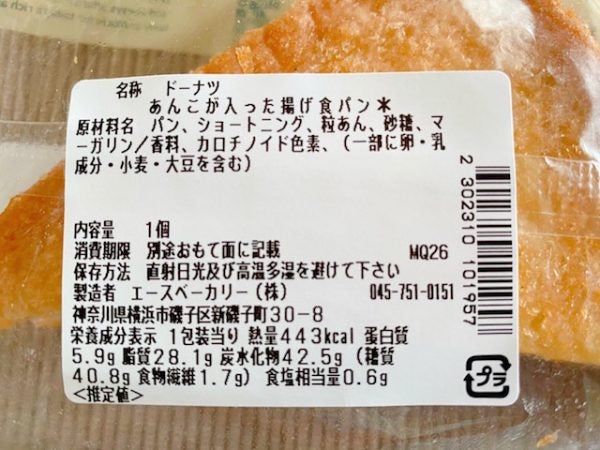 名称 ドーナツ
あんこが入った揚げ食パン＊
原材料名 パン、ショートニング、粒あん、砂糖、マ
ーガリン／香料、カロチノイド色素、（一部に卵・乳
成分・小麦・大豆を含む）
内容量 1個
消費期限 別途おもて面に記載 MQ26
保存方法 直射日光及び高温多湿を避けて下さい
製造者 エースベーカリー（株） 045-751-0151
神奈川県横浜市磯子区新磯子町30-8
栄養成分表示 1包装当り 熱量443kcal 蛋白質
5.9g 脂質28.1g 炭水化物42.5g（糖質
40.8g 食物繊維1.7g） 食塩相当量0.6g
<推定値>
2 302310 101957
プラ